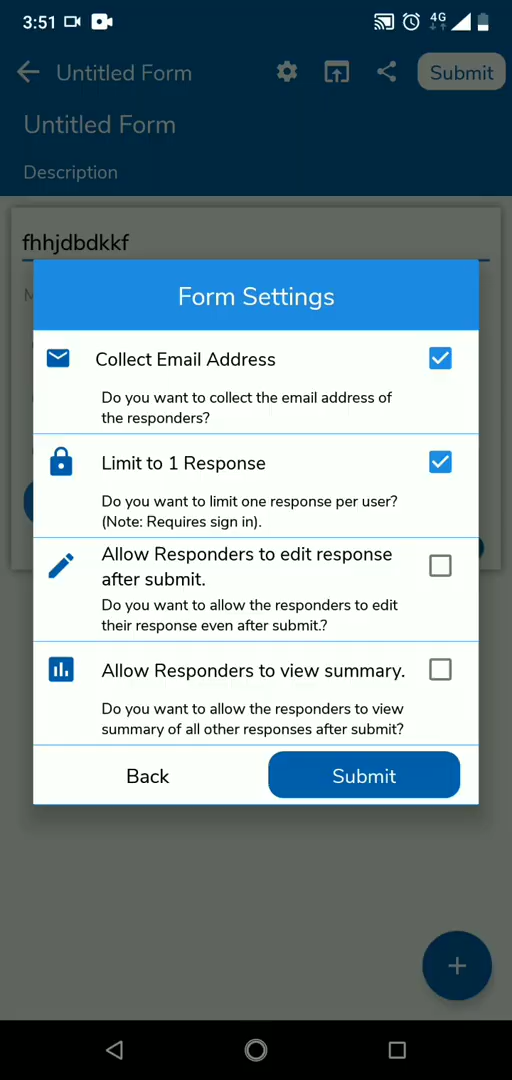 3:51
4G
Untitled Form
Submit
Untitled Form
Description
fhhjdbdkkf
Form Settings
Collect Email Address
Do you want to collect the email address of
the responders?
Limit to 1 Response
Do you want to limit one response per user?
(Note: Requires sign in).
Allow Responders to edit response
after submit.
Do you want to allow the responders to edit
their response even after submit.?
Allow Responders to view summary.
Do you want to allow the responders to view
summary of all other responses after submit?
Back
Submit